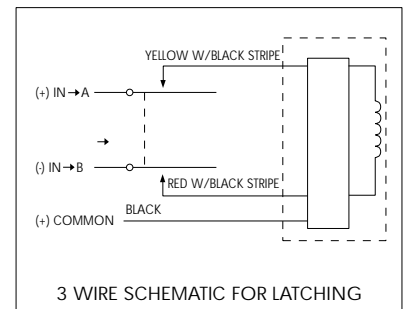 YELLOW W/BLACK STRIPE
(+) IN→A
→
(-) IN→B
RED W/BLACK STRIPE
BLACK
(+) COMMON
3 WIRE SCHEMATIC FOR LATCHING